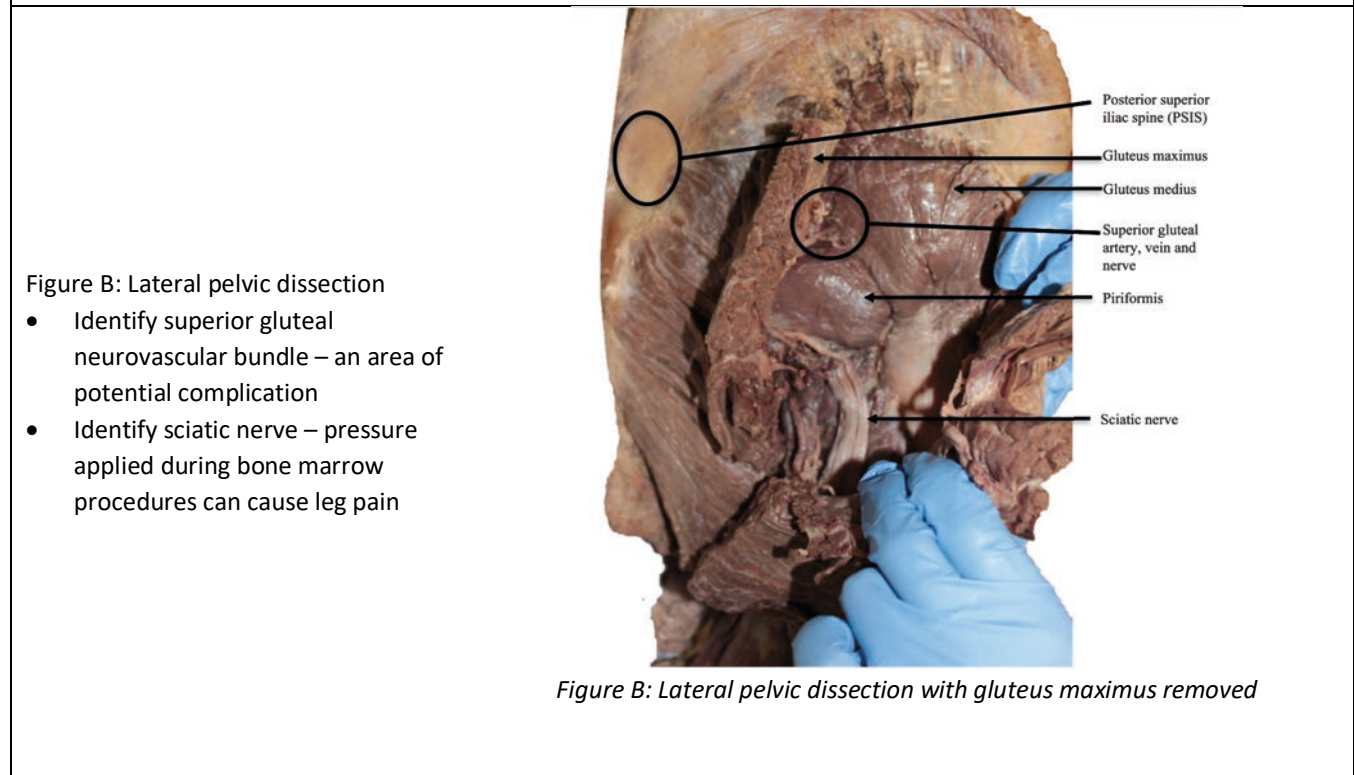 Figure B: Lateral pelvic dissection
• Identify superior gluteal
neurovascular bundle – an area of
potential complication
• Identify sciatic nerve – pressure
applied during bone marrow
procedures can cause leg pain
Posterior superior
iliac spine (PSIS)
Gluteus maximus
Gluteus medius
Superior gluteal
artery, vein and
nerve
Piriformis
Sciatic nerve
Figure B: Lateral pelvic dissection with gluteus maximus removed